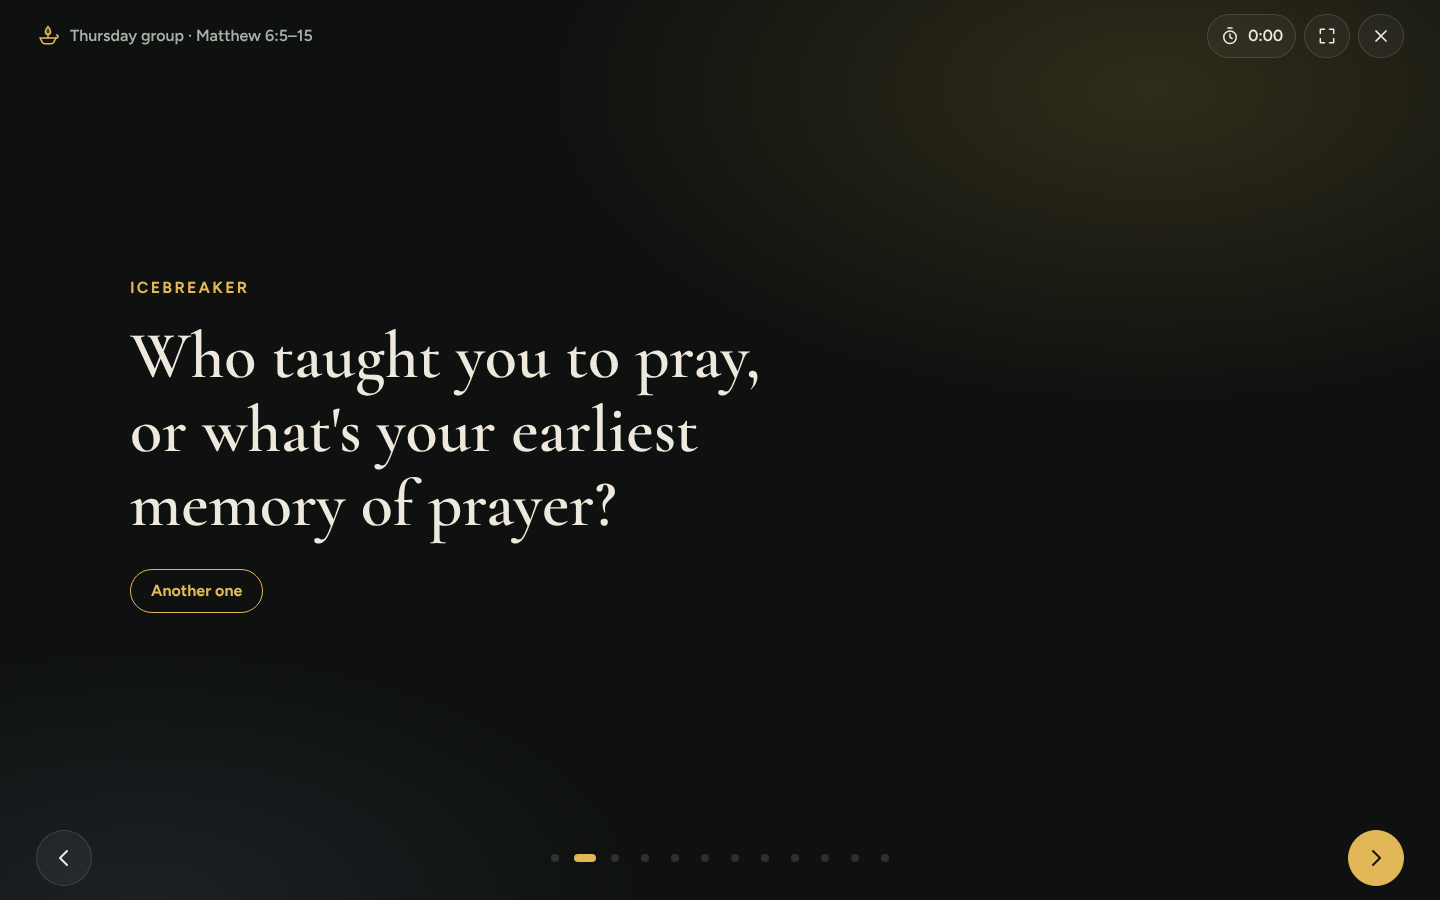 Thursday group · Matthew 6:5–15
0:00
ICEBREAKER
Who taught you to pray,
or what's your earliest
memory of prayer?
Another one